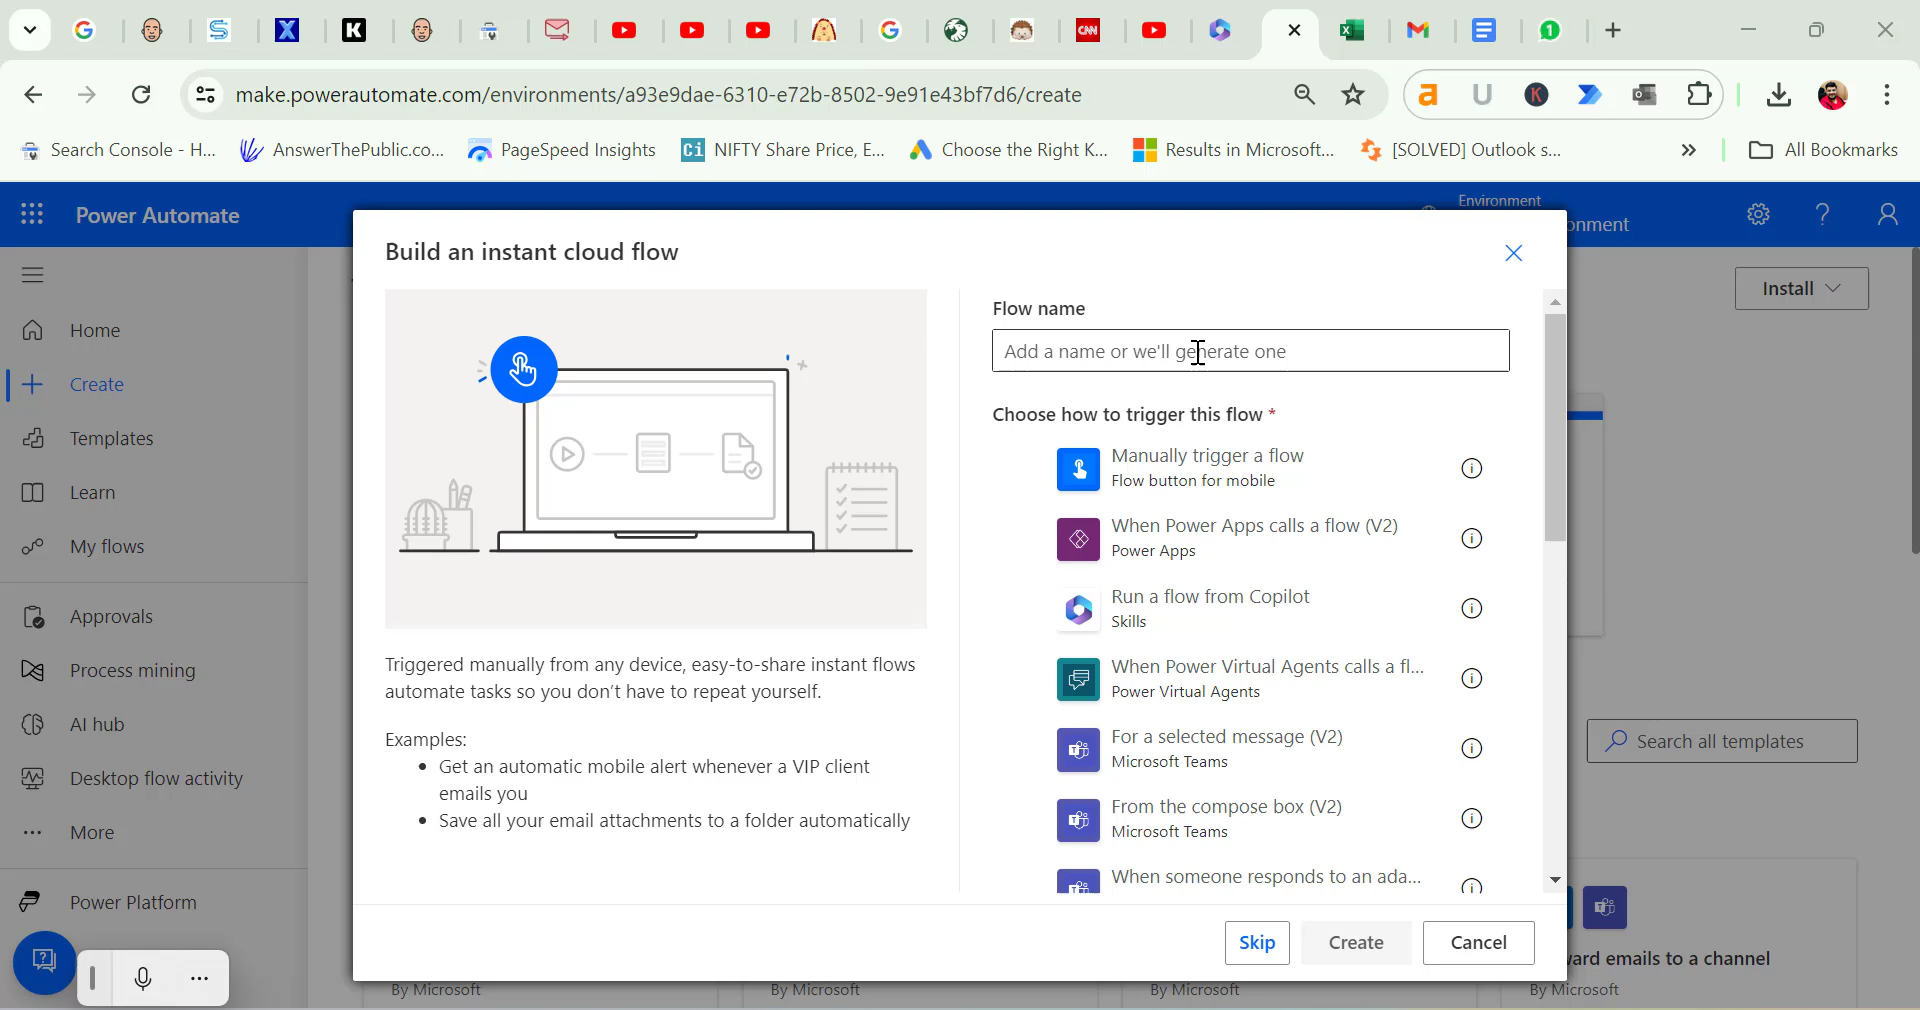 CNN
1
make.powerautomate.com/environments/a93e9dae-6310-e72b-8502-9e91e43bf7d6/create
Search Console - H...
AnswerThePublic.co...
PageSpeed Insights
NIFTY Share Price, E...
Choose the Right K...
Results in Microsoft...
[SOLVED] Outlook s...
All Bookmarks
Power Automate
Environment
onment
Install
Home
Create
Templates
Learn
My flows
Approvals
Process mining
AI hub
Desktop flow activity
More
Power Platform
Build an instant cloud flow
Triggered manually from any device, easy-to-share instant flows
automate tasks so you don't have to repeat yourself.
Examples:
• Get an automatic mobile alert whenever a VIP client
emails you
• Save all your email attachments to a folder automatically
Flow name
Add a name or we'll generate one
Choose how to trigger this flow *
Manually trigger a flow
Flow button for mobile
When Power Apps calls a flow (V2)
Power Apps
Run a flow from Copilot
Skills
When Power Virtual Agents calls a fl...
Power Virtual Agents
For a selected message (V2)
Microsoft Teams
From the compose box (V2)
Microsoft Teams
When someone responds to an ada...
Skip
Create
Cancel
Search all templates
ward emails to a channel
By Microsoft
By Microsoft
By Microsoft
By Microsoft